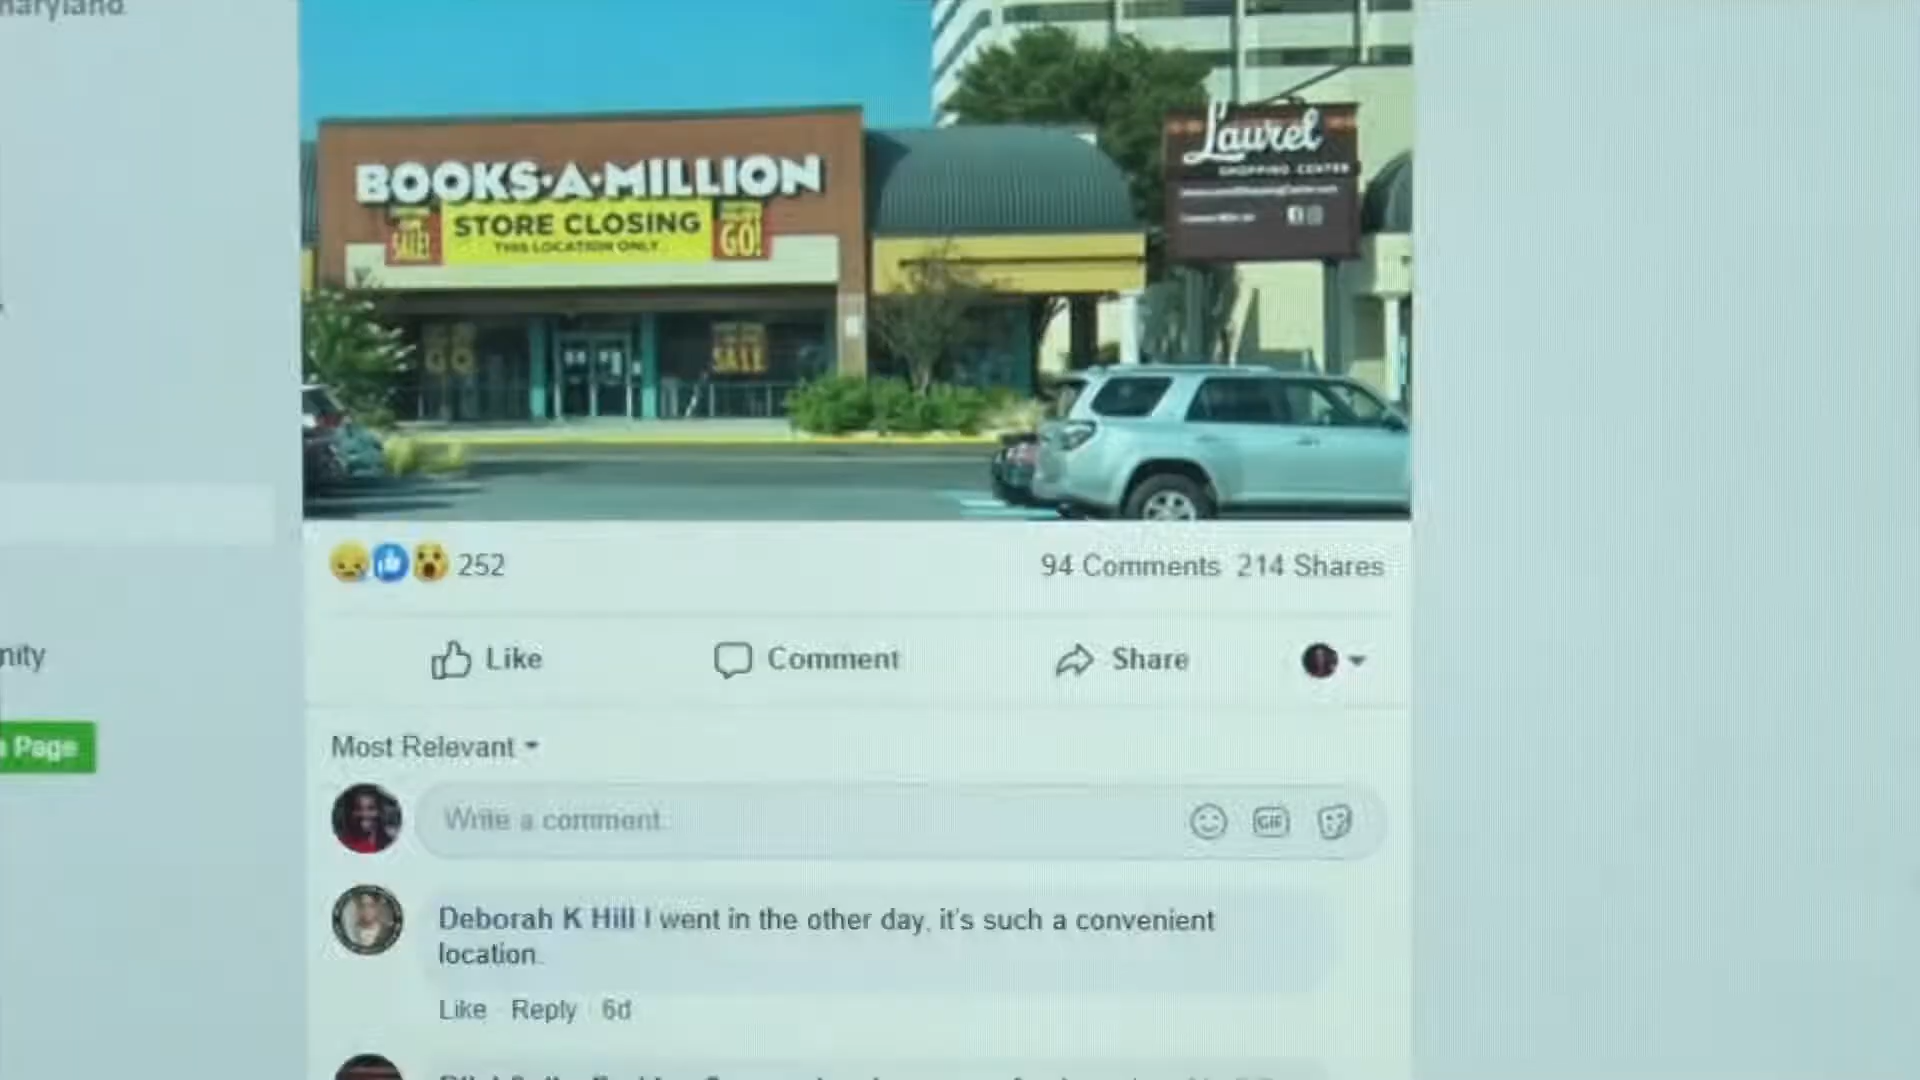 maryland
Laurel
SHOPPING CENTER
BOOKS·A·MILLION
SALE!
STORE CLOSING
THIS LOCATION ONLY
GO!
GO
SALE
252
94 Comments 214 Shares
Like Comment Share
nity
Page
Most Relevant
Write a comment...
GIF
Deborah K Hill I went in the other day, it's such a convenient
location.
Like · Reply · 6d